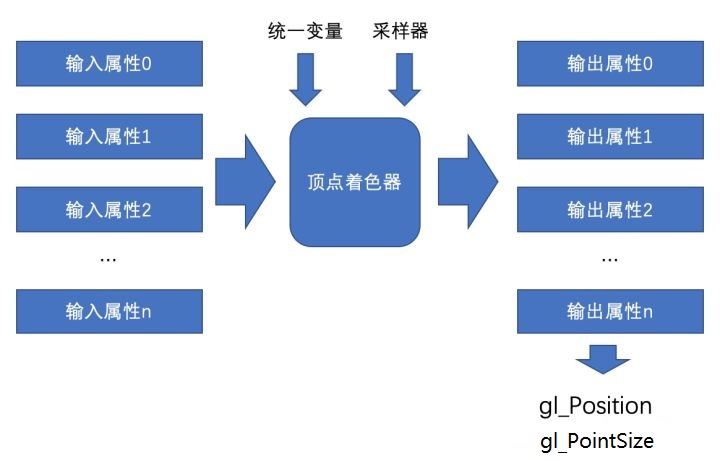 统一变量
采样器
输入属性0
输入属性1
输入属性2
...
输入属性n
顶点着色器
输出属性0
输出属性1
输出属性2
...
输出属性n
gl_Position
gl_PointSize